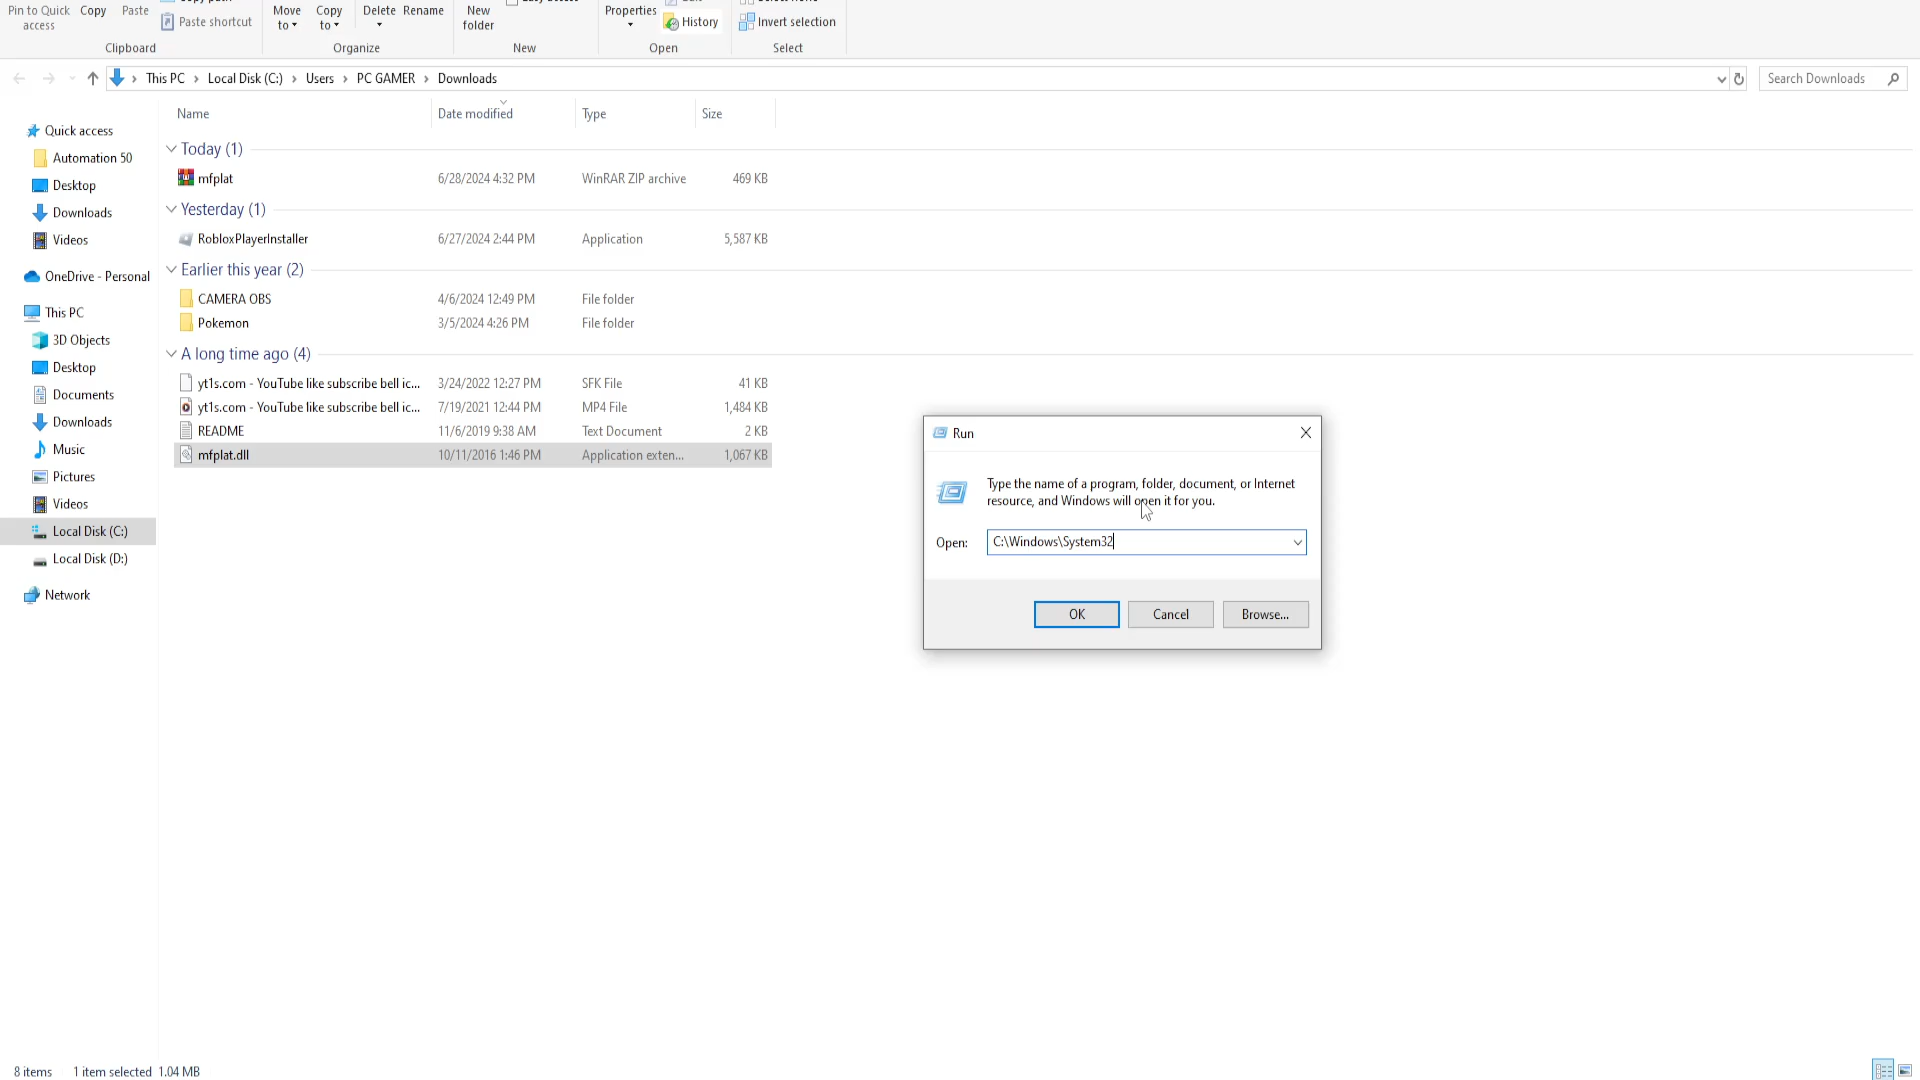 Pin to Quick access
Copy
Paste
Paste shortcut
Clipboard
Move to
Copy to
Delete
Rename
Organize
New folder
New
Properties
History
Open
Invert selection
Select
This PC
Local Disk (C:)
Users
PC GAMER
Downloads
Search Downloads
Name
Date modified
Type
Size
Quick access
Automation 50
Desktop
Downloads
Videos
OneDrive - Personal
This PC
3D Objects
Desktop
Documents
Downloads
Music
Pictures
Videos
Local Disk (C:)
Local Disk (D:)
Network
Today (1)
mfplat 6/28/2024 4:32 PM WinRAR ZIP archive 469 KB
Yesterday (1)
RobloxPlayerInstaller 6/27/2024 2:44 PM Application 5,587 KB
Earlier this year (2)
CAMERA OBS 4/6/2024 12:49 PM File folder
Pokemon 3/5/2024 4:26 PM File folder
A long time ago (4)
yt1s.com - YouTube like subscribe bell ic... 3/24/2022 12:27 PM SFK File 41 KB
yt1s.com - YouTube like subscribe bell ic... 7/19/2021 12:44 PM MP4 File 1,484 KB
README 11/6/2019 9:38 AM Text Document 2 KB
mfplat.dll 10/11/2016 1:46 PM Application exten... 1,067 KB
Run
Type the name of a program, folder, document, or Internet
resource, and Windows will open it for you.
Open: C:\Windows\System32
OK
Cancel
Browse...
8 items 1 item selected 1.04 MB